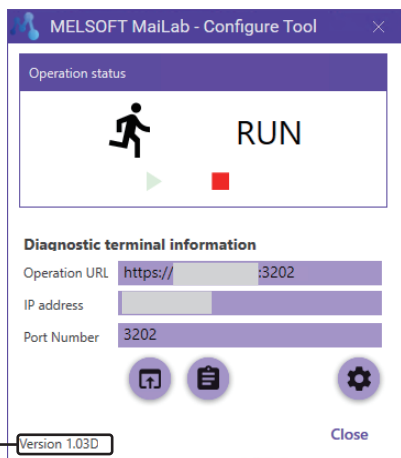 MELSOFT MaiLab - Configure Tool
Operation status
RUN
Diagnostic terminal information
Operation URL https:// :3202
IP address
Port Number 3202
Close
Version 1.03D